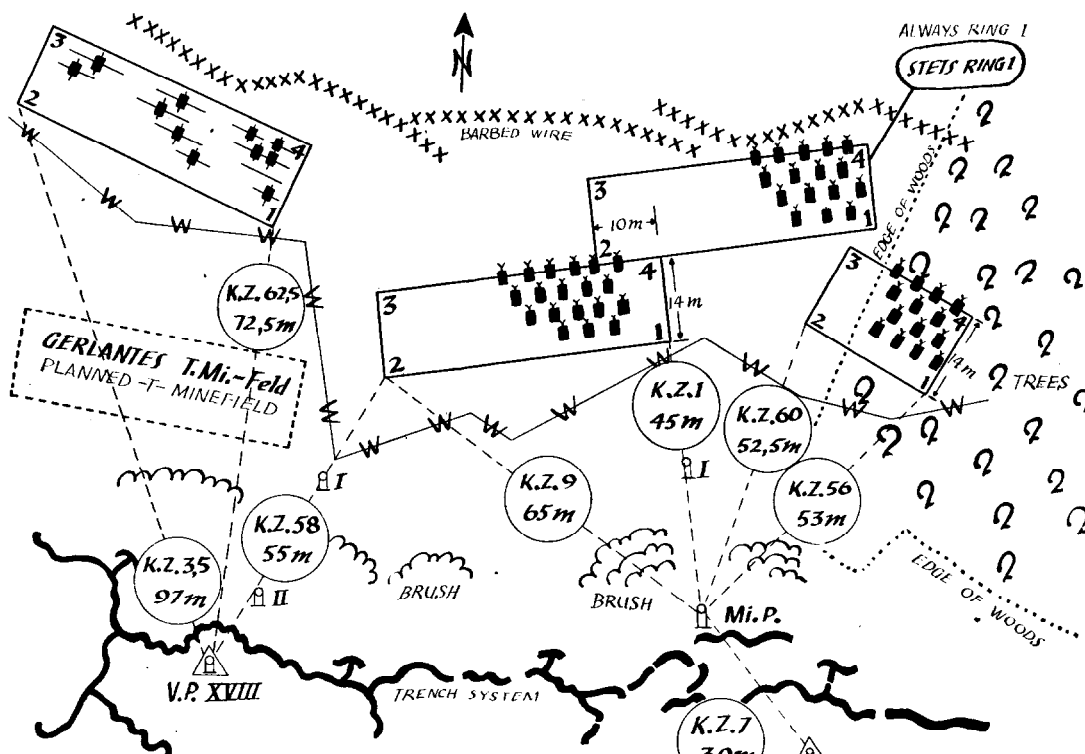 ALWAYS RING 1
STETS RING 1
N
BARBED WIRE
EDGE OF WOODS
3
2
4
1
3
2
4
1
10m
3
2
4
1
14m
3
2
4
1
14m
W
W
W
W
W
W
W
W
W
W
W
W
W
K.Z. 62,5
72,5m
GERLANTES T.Mi.-Feld
PLANNED -T- MINEFIELD
TREES
K.Z.1
45m
K.Z.60
52,5m
I
I
K.Z.9
65m
K.Z.56
53m
K.Z.58
55m
K.Z.3,5
97m
II
BRUSH
BRUSH
EDGE OF WOODS
Mi.P.
V.P. XVIII
TRENCH SYSTEM
K.Z.7